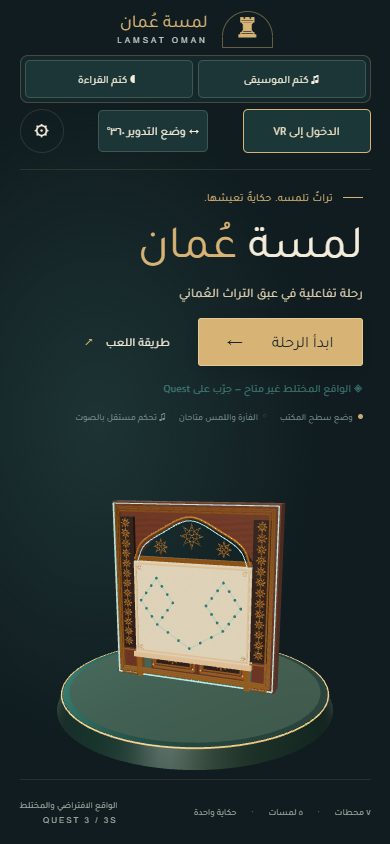 لمسة عُمان
LAMSAT OMAN
♫ كتم الموسيقى
◖ كتم القراءة
الدخول إلى VR
↔ وضع التدوير ٣٦٠°
تراثٌ تلمسه. حكايةٌ تعيشها.
لمسة عُمان
رحلة تفاعلية في عبق التراث العُماني
ابدأ الرحلة ←
طريقة اللعب ↗
◈ الواقع المختلط غير متاح — جرّب على Quest
وضع سطح المكتب
الفأرة واللمس متاحان
♫ تحكم مستقل بالصوت
٧ محطات · ٥ لمسات · حكاية واحدة
الواقع الافتراضي والمختلط
QUEST 3 / 3S